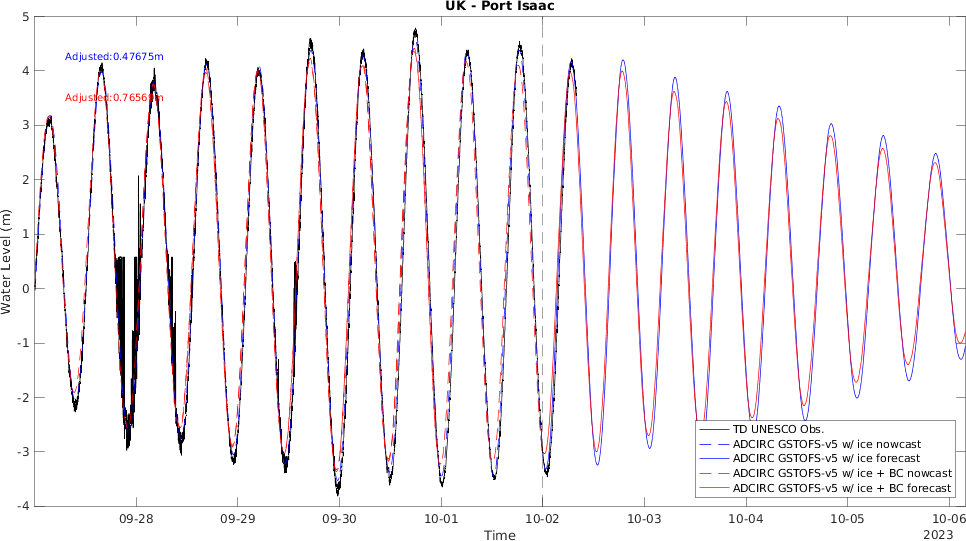 UK - Port Isaac
5
4
3
2
1
0
-1
-2
-3
-4
Water Level (m)
Adjusted:0.47675m
Adjusted:0.76569m
TD UNESCO Obs.
ADCIRC GSTOFS-v5 w/ ice nowcast
ADCIRC GSTOFS-v5 w/ ice forecast
ADCIRC GSTOFS-v5 w/ ice + BC nowcast
ADCIRC GSTOFS-v5 w/ ice + BC forecast
09-28 09-29 09-30 10-01 10-02 10-03 10-04 10-05 10-06
Time
2023